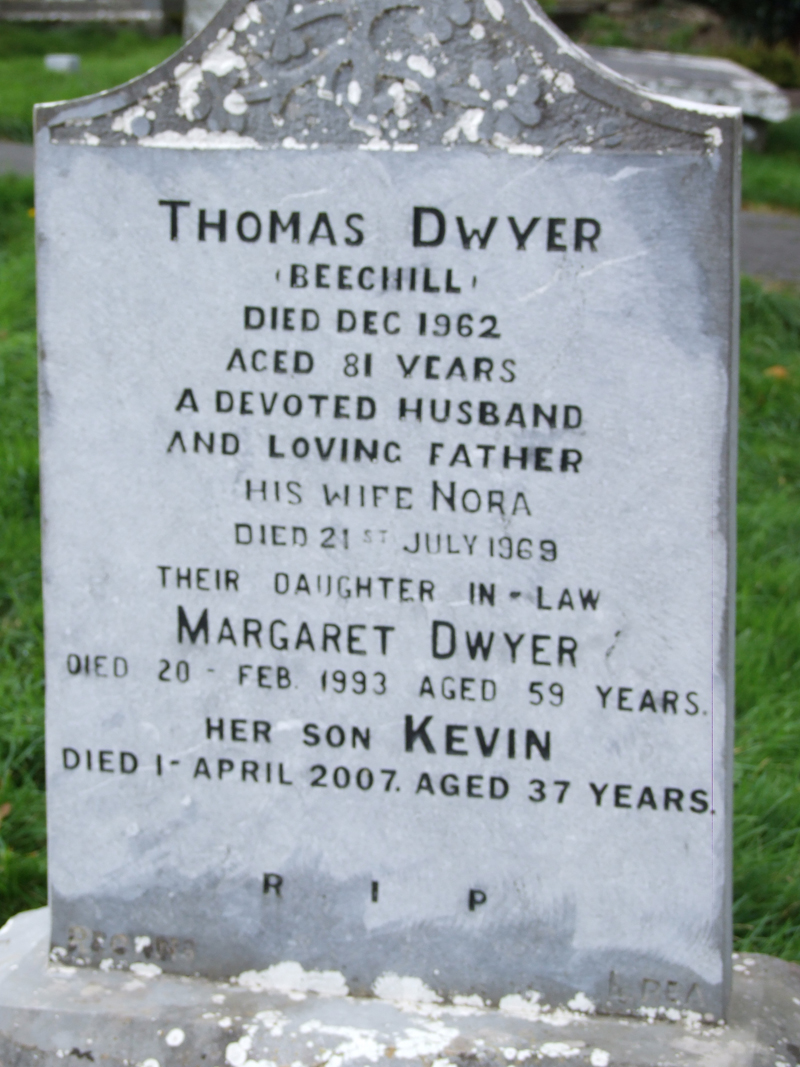 THOMAS DWYER
(BEECHILL)
DIED DEC 1962
AGED 81 YEARS
A DEVOTED HUSBAND
AND LOVING FATHER
HIS WIFE NORA
DIED 21ST JULY 1969
THEIR DAUGHTER IN-LAW
MARGARET DWYER
DIED 20- FEB. 1993 AGED 59 YEARS.
HER SON KEVIN
DIED 1- APRIL 2007. AGED 37 YEARS.
R I P